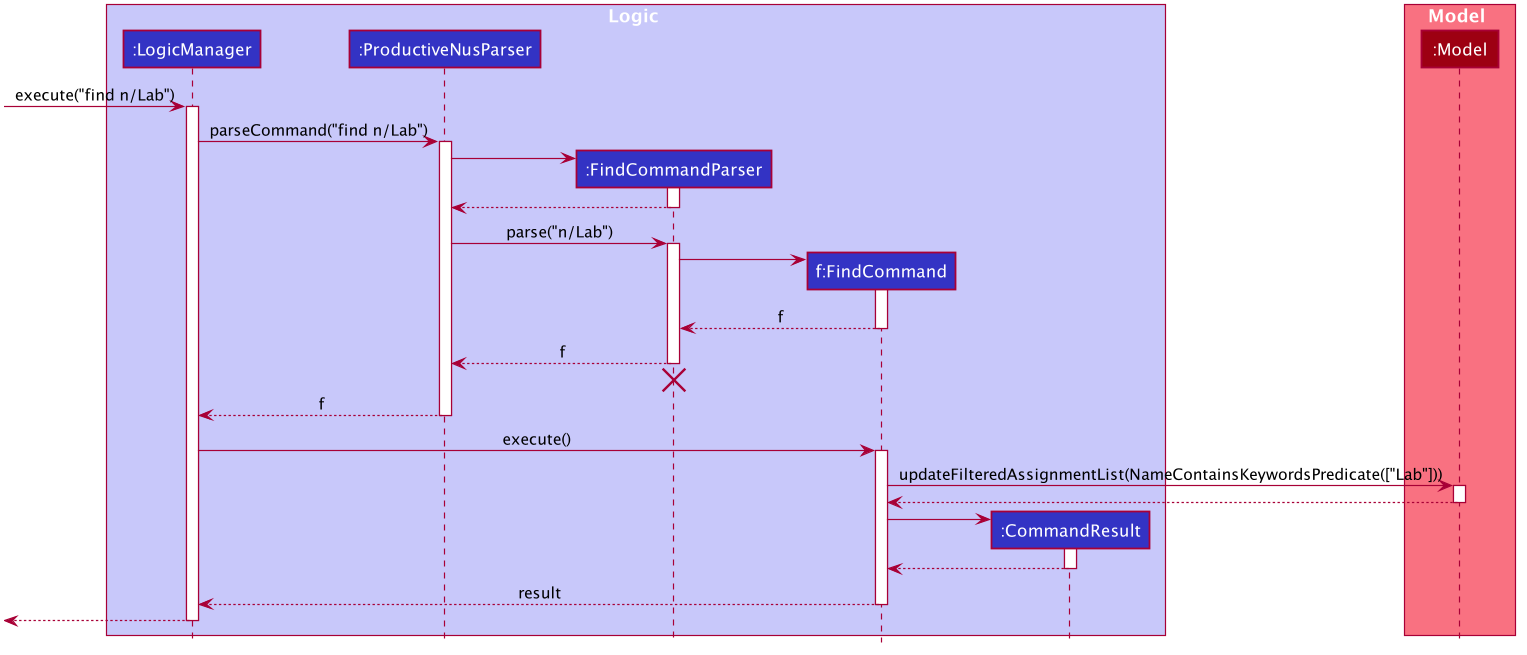 Logic
Model
:LogicManager
:ProductiveNusParser
:Model
execute("find n/Lab")
parseCommand("find n/Lab")
:FindCommandParser
parse("n/Lab")
f:FindCommand
f
f
f
execute()
updateFilteredAssignmentList(NameContainsKeywordsPredicate(["Lab"]))
:CommandResult
result